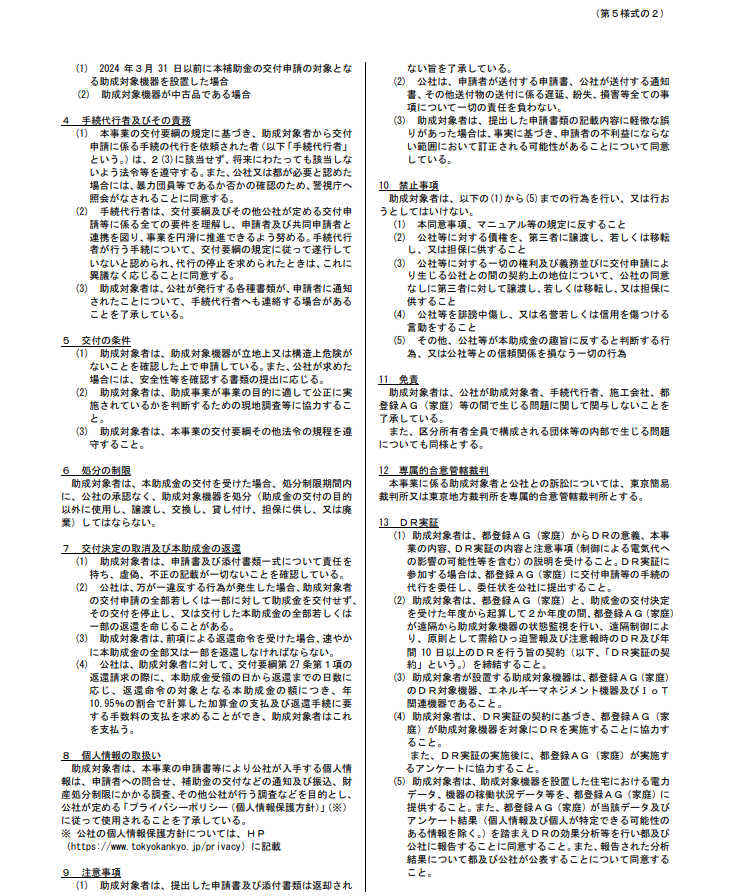 （第５様式の２）
(1) 2024 年３月 31 日以前に本補助金の交付申請の対象とな
る助成対象機器を設置した場合
(2) 助成対象機器が中古品である場合
４ 手続代行者及びその責務
(1) 本事業の交付要綱の規定に基づき、助成対象者から交付
申請に係る手続の代行を依頼された者（以下「手続代行者」
という。）は、２(3)に該当せず、将来にわたっても該当しな
いよう法令等を遵守する。また、公社又は都が必要と認めた
場合には、暴力団員等であるか否かの確認のため、警視庁へ
照会がなされることに同意する。
(2) 手続代行者は、交付要綱及びその他公社が定める交付申
請等に係る全ての要件を理解し、申請者及び共同申請者と
連携を図り、事業を円滑に推進できるよう努める。手続代行
者が行う手続について、交付要綱の規定に従って遂行して
いないと認められ、代行の停止を求められたときは、これに
異議なく応じることに同意する。
(3) 助成対象者は、公社が発行する各種書類が、申請者に通知
されたことについて、手続代行者へも連絡する場合がある
ことを了承している。
５ 交付の条件
(1) 助成対象者は、助成対象機器が立地上又は構造上危険が
ないことを確認した上で申請している。また、公社が求め
た場合には、安全性等を確認する書類の提出に応じる。
(2) 助成対象者は、助成事業が事業の目的に適して公正に実
施されているかを判断するための現地調査等に協力するこ
と。
(3) 助成対象者は、本事業の交付要綱その他法令の規程を遵
守すること。
６ 処分の制限
助成対象者は、本助成金の交付を受けた場合、処分制限期間内
に、公社の承認なく、助成対象機器を処分（助成金の交付の目的
以外に使用し、譲渡し、交換し、貸し付け、担保に供し、又は廃
棄）してはならない。
７ 交付決定の取消及び本助成金の返還
(1) 助成対象者は、申請書及び添付書類一式について責任を
持ち、虚偽、不正の記載が一切ないことを確認している。
(2) 公社は、万が一違反する行為が発生した場合、助成対象者
の交付申請の全部若しくは一部に対して助成金を交付せず、
その交付を停止し、又は交付した本助成金の全部若しくは
一部の返還を命じることがある。
(3) 助成対象者は、前項による返還命令を受けた場合、速やか
に本助成金の全部又は一部を返還しなければならない。
(4) 公社は、助成対象者に対して、交付要綱第 27 条第１項の
返還請求の際に、本助成金受領の日から返還までの日数に
応じ、返還命令の対象となる本助成金の額につき、年
10.95%の割合で計算した加算金の支払及び返還手続に要
する手数料の支払を求めることができ、助成対象者はこれ
を支払う。
８ 個人情報の取扱い
助成対象者は、本事業の申請書等により公社が入手する個人情
報は、申請者への問合せ、補助金の交付などの通知及び振込、財
産処分制限にかかる調査、その他公社が行う調査などを目的とし、
公社が定める「プライバシーポリシー（個人情報保護方針）」（※）
に従って使用されることを了承している。
※ 公社の個人情報保護方針については、ＨＰ
（https://www.tokyokankyo.jp/privacy）に記載
９ 注意事項
(1) 助成対象者は、提出した申請書及び添付書類は返却され
ない旨を了承している。
(2) 公社は、申請者が送付する申請書、公社が送付する通知
書、その他送付物の送付に係る遅延、紛失、損害等全ての事
項について一切の責任を負わない。
(3) 助成対象者は、提出した申請書類の記載内容に軽微な誤
りがあった場合は、事実に基づき、申請者の不利益にならな
い範囲において訂正される可能性があることについて同意
している。
10 禁止事項
助成対象者は、以下の(1)から(5)までの行為を行い、又は行お
うとしてはいけない。
(1) 本同意事項、マニュアル等の規定に反すること
(2) 公社等に対する債権を、第三者に譲渡し、若しくは移転
し、又は担保に供すること
(3) 公社等に対する一切の権利及び義務並びに交付申請によ
り生じる公社との間の契約上の地位について、公社の同意
なしに第三者に対して譲渡し、若しくは移転し、又は担保に
供すること
(4) 公社等を誹謗中傷し、又は名誉若しくは信用を傷つける
言動をすること
(5) その他、公社等が本助成金の趣旨に反すると判断する行
為、又は公社等との信頼関係を損なう一切の行為
11 免責
助成対象者は、公社が助成対象者、手続代行者、施工会社、都
登録ＡＧ（家庭）等の間で生じる問題に関して関与しないことを
了承している。
また、区分所有者全員で構成される団体等の内部で生じる問題
についても同様とする。
12 専属的合意管轄裁判
本事業に係る助成対象者と公社との訴訟については、東京簡易
裁判所又は東京地方裁判所を専属的合意管轄裁判所とする。
13 ＤＲ実証
(1) 助成対象者は、都登録ＡＧ（家庭）からＤＲの意義、本事
業の内容、ＤＲ実証の内容と注意事項（制御による電気代へ
の影響の可能性等を含む）の説明を受けること。ＤＲ実証に
参加する場合は、都登録ＡＧ（家庭）に交付申請等の手続の
代行を委任し、委任状を公社に提出すること。
(2) 助成対象者は、都登録ＡＧ（家庭）と、助成金の交付決定
を受けた年度から起算して２か年度の間、都登録ＡＧ（家庭）
が遠隔から助成対象機器の状態監視を行い、遠隔制御によ
り、原則として需給ひっ迫警報及び注意報時のＤＲ及び年
間 10 日以上のＤＲを行う旨の契約（以下、「ＤＲ実証の契
約」という。）を締結すること。
(3) 助成対象者が設置する助成対象機器は、都登録ＡＧ（家庭）
のＤＲ対象機器、エネルギーマネジメント機器及びＩｏＴ
関連機器であること。
(4) 助成対象者は、ＤＲ実証の契約に基づき、都登録ＡＧ（家
庭）が助成対象機器を対象にＤＲを実施することに協力す
ること。
また、ＤＲ実証の実施後に、都登録ＡＧ（家庭）が実施す
るアンケートに協力すること。
(5) 助成対象者は、助成対象機器を設置した住宅における電力
データ、機器の稼働状況データ等を、都登録ＡＧ（家庭）に
提供すること。また、都登録ＡＧ（家庭）が当該データ及び
アンケート結果（個人情報及び個人が特定できる可能性の
ある情報を除く。）を踏まえＤＲの効果分析等を行い都及び
公社に報告することに同意すること。また、報告された分析
結果について都及び公社が公表することについて同意する
こと。